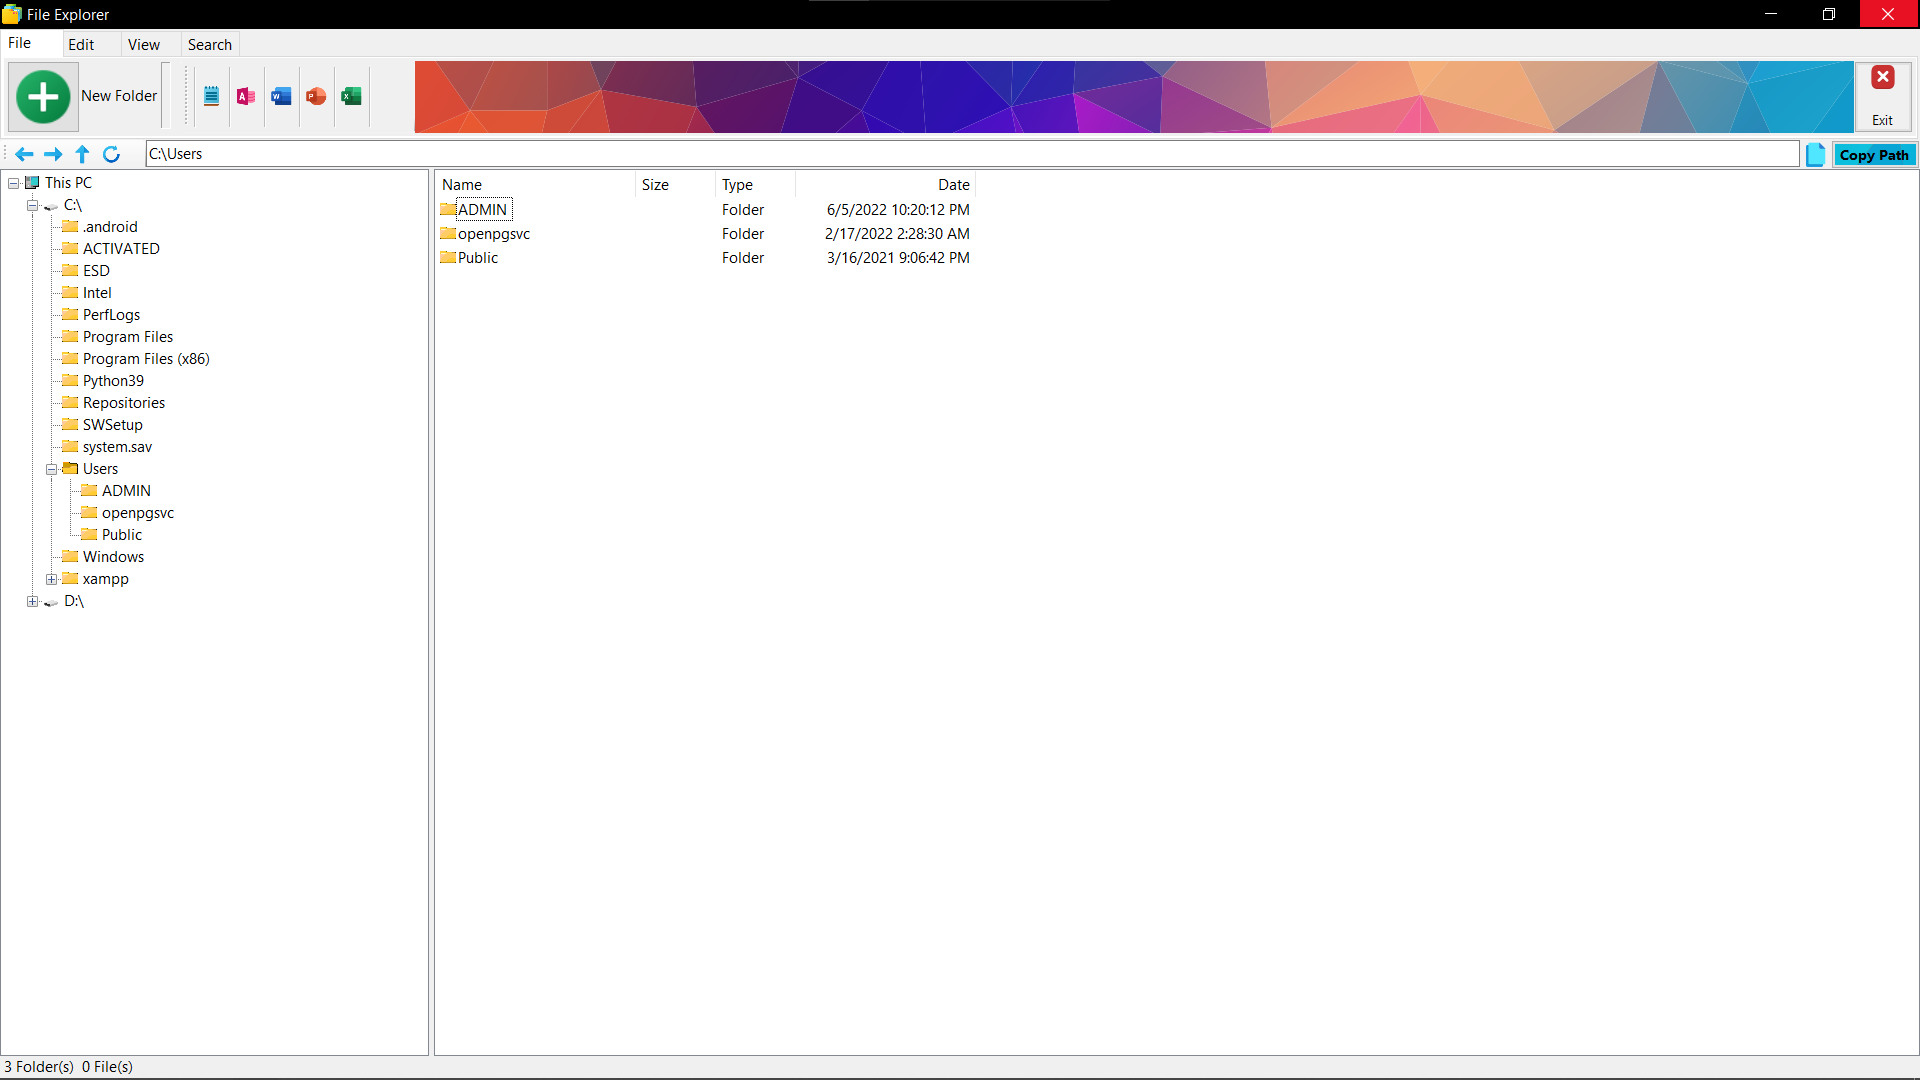 File Explorer
File Edit View Search
New Folder
Exit
C:\Users
Copy Path
This PC
C:\
.android
ACTIVATED
ESD
Intel
PerfLogs
Program Files
Program Files (x86)
Python39
Repositories
SWSetup
system.sav
Users
ADMIN
openpgsvc
Public
Windows
xampp
D:\
Name Size Type Date
ADMIN Folder 6/5/2022 10:20:12 PM
openpgsvc Folder 2/17/2022 2:28:30 AM
Public Folder 3/16/2021 9:06:42 PM
3 Folder(s) 0 File(s)